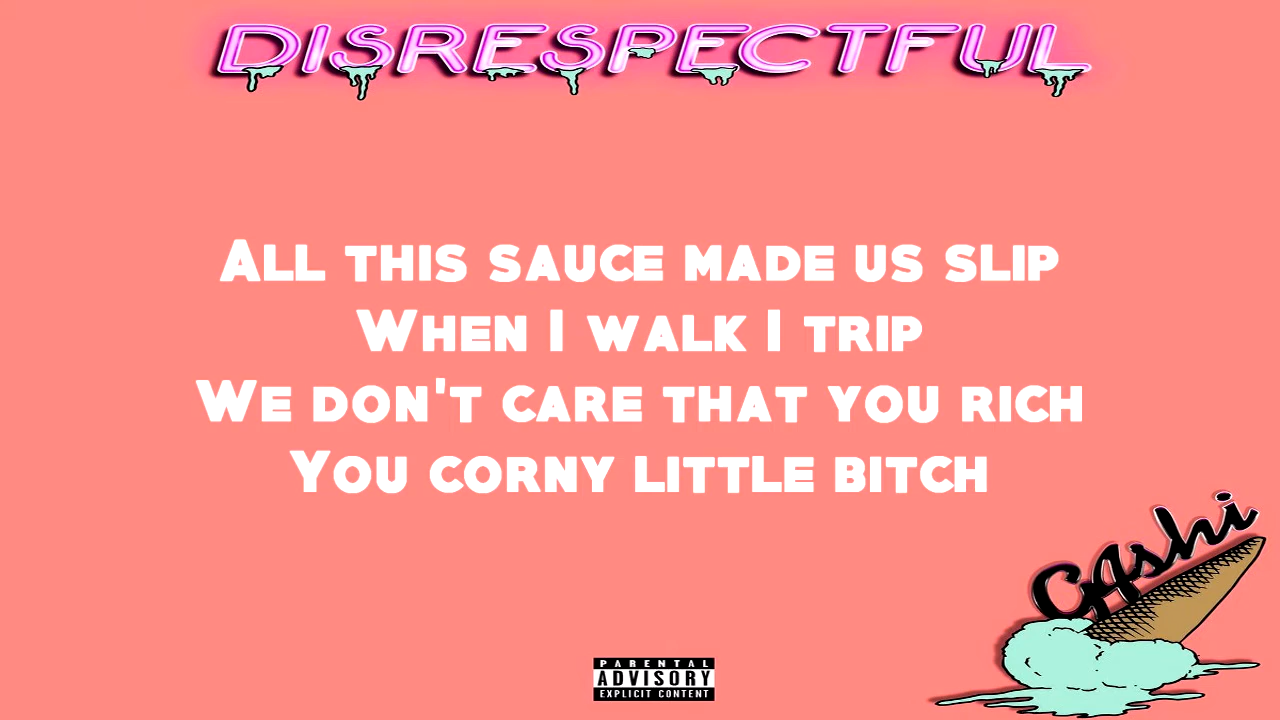 DISRESPECTFUL
ALL THIS SAUCE MADE US SLIP
WHEN I WALK I TRIP
WE DON'T CARE THAT YOU RICH
YOU CORNY LITTLE BITCH
CAshi
PARENTAL
ADVISORY
EXPLICIT CONTENT